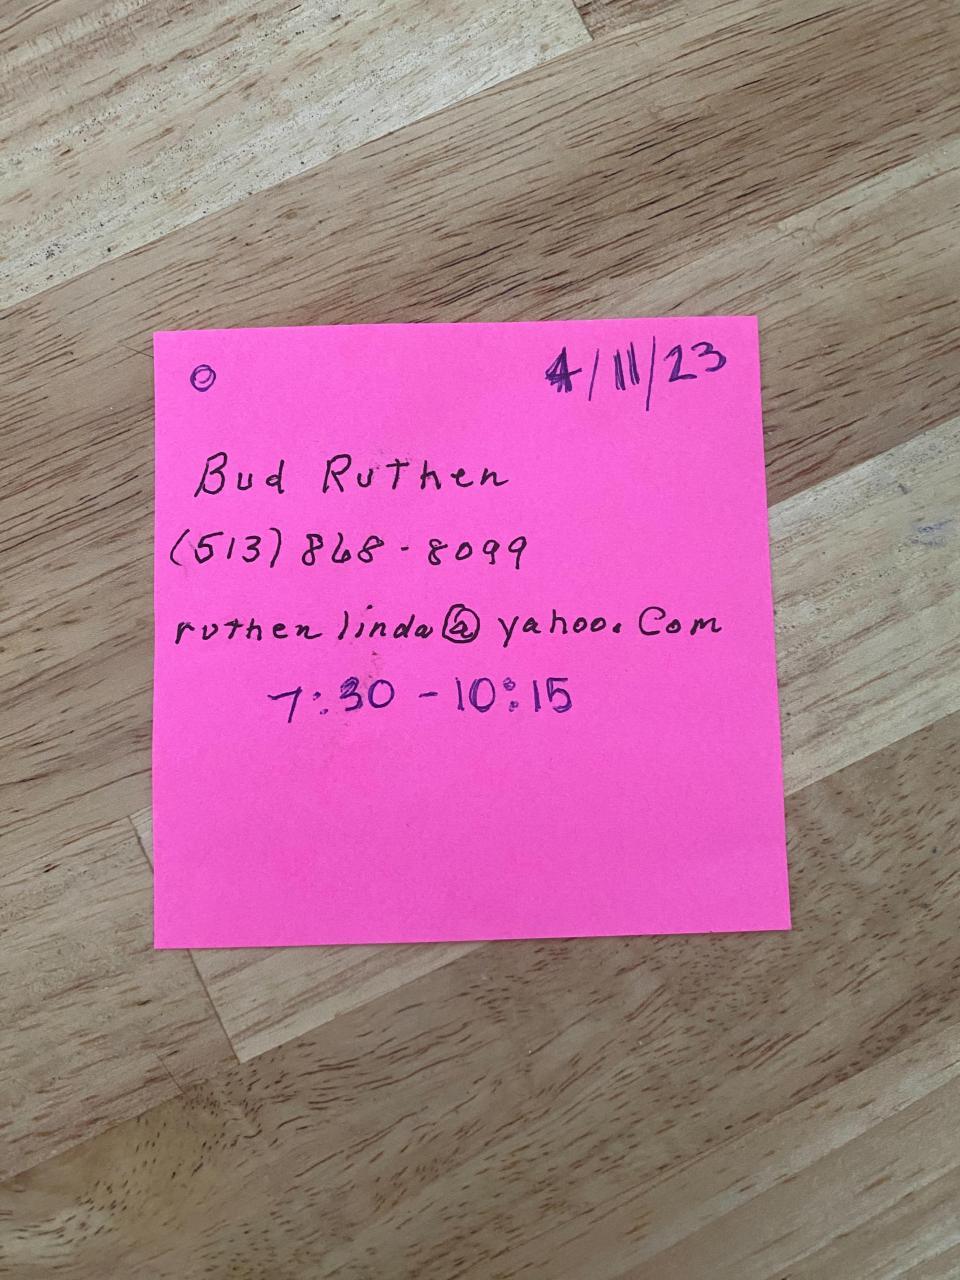 4/11/23
Bud Ruthen
(513) 868-8099
ruthenlinda@yahoo.Com
7:30 - 10:15